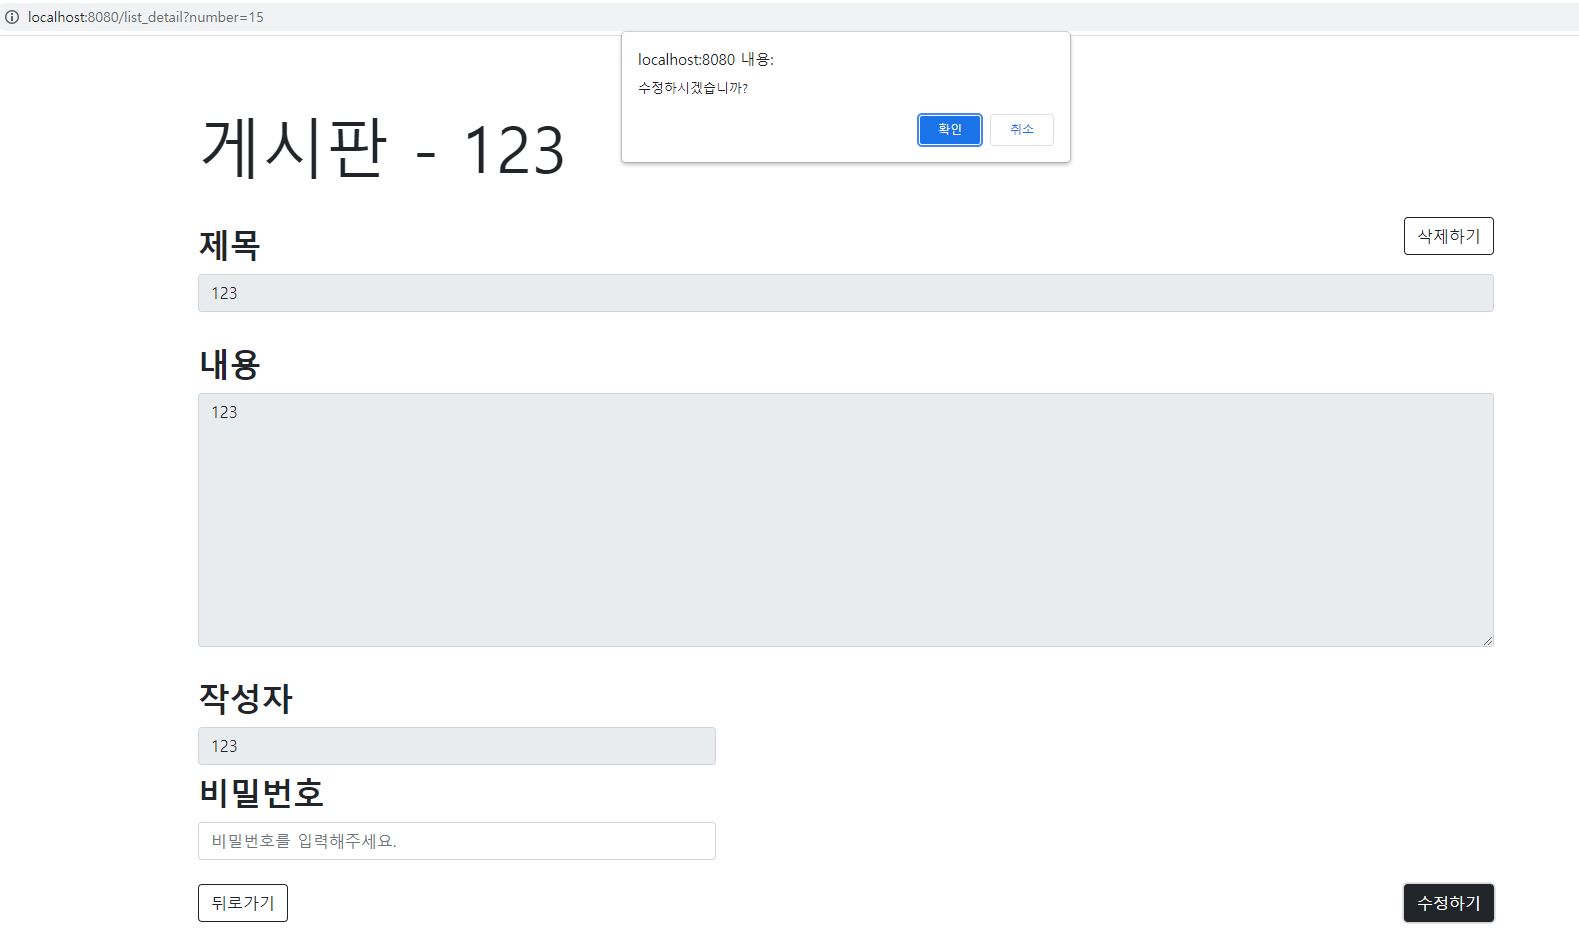 localhost:8080/list_detail?number=15
localhost:8080 내용:
수정하시겠습니까?
확인 취소
게시판 - 123
제목
삭제하기
123
내용
123
작성자
123
비밀번호
비밀번호를 입력해주세요.
뒤로가기 수정하기